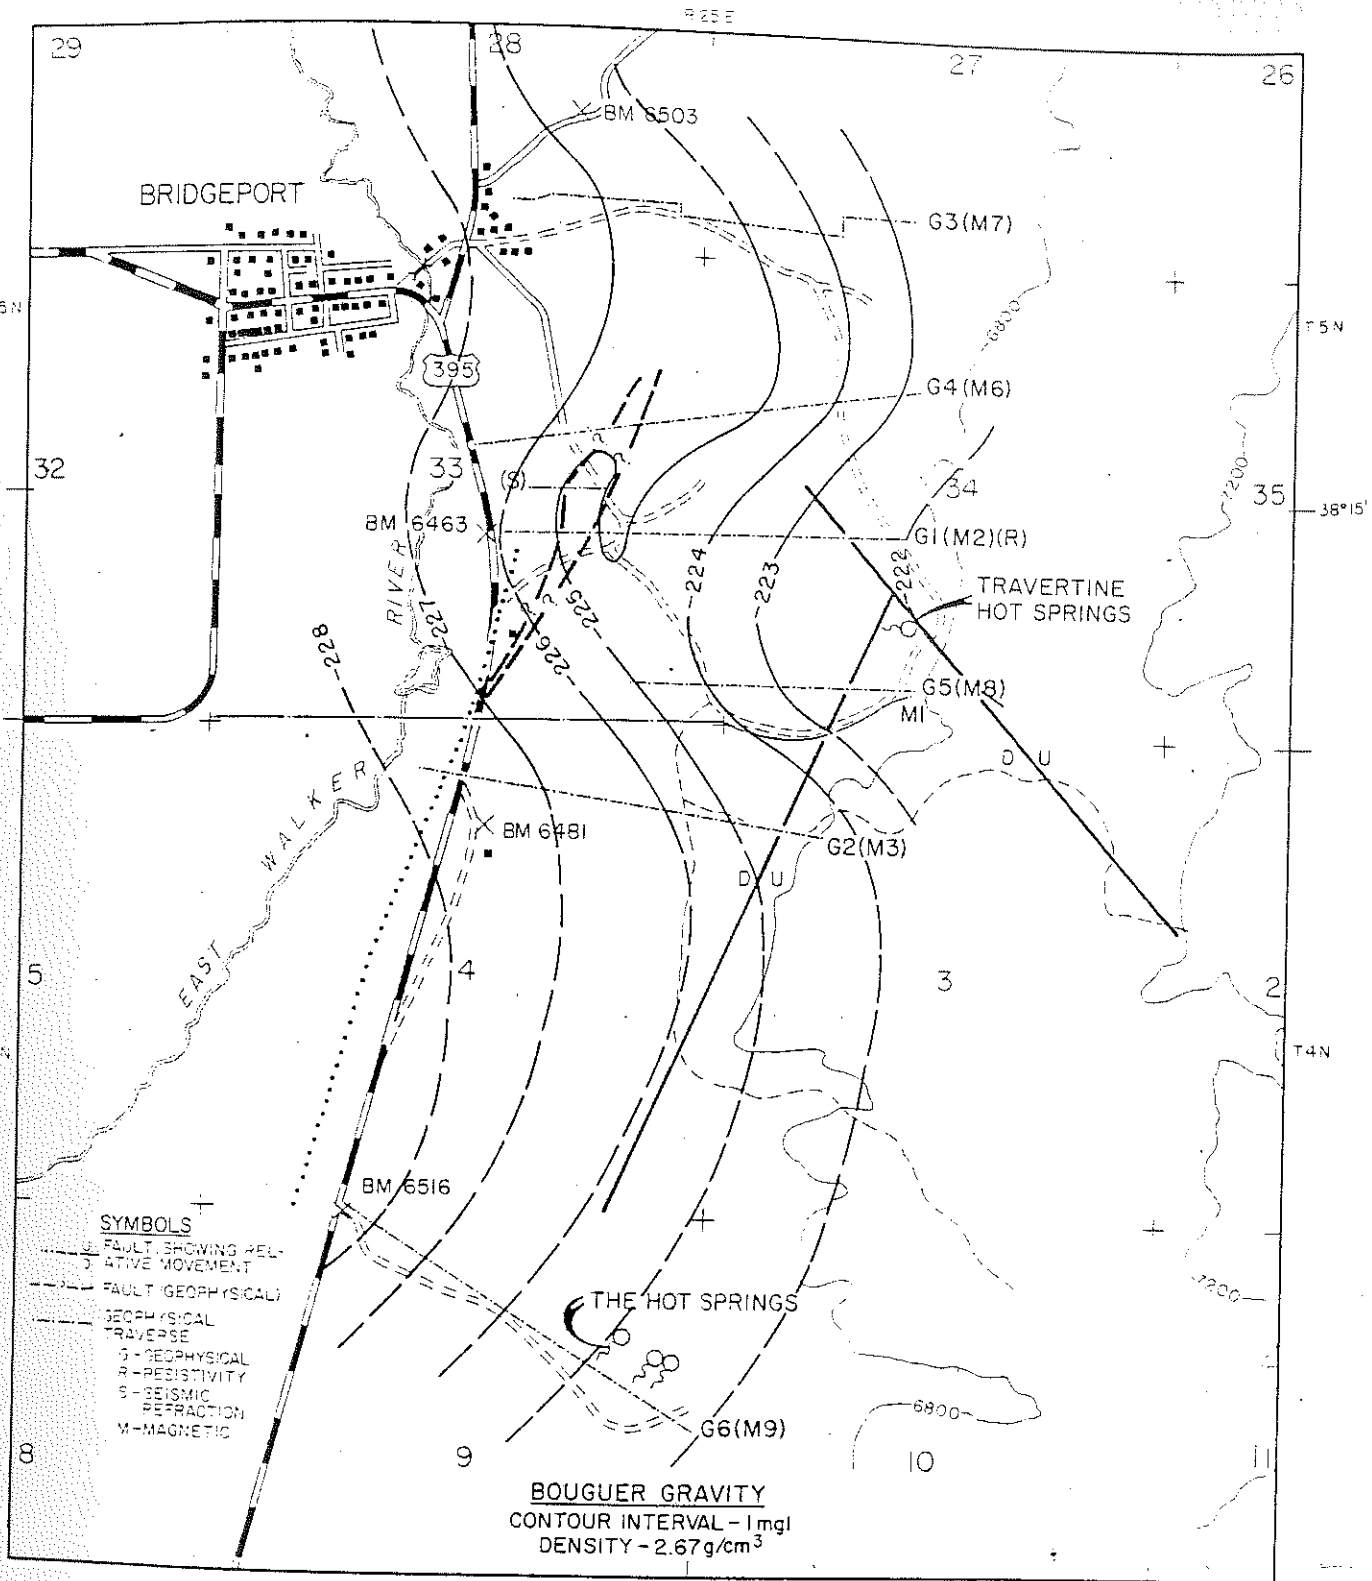 R 25 E
29
28
27
26
BM 6503
BRIDGEPORT
G3(M7)
T 5 N
6800
395
G4(M6)
32
33
(S)
34
7200
35
38°15'
BM 6463
G1(M2)(R)
RIVER
-224
-223
-222
TRAVERTINE
HOT SPRINGS
-225
-227
-226
-228
G5(M8)
M1
D U
WALKER
BM 6481
G2(M3)
D U
EAST
5
4
3
2
T4N
BM 6516
SYMBOLS
U
D
FAULT, SHOWING REL-
ATIVE MOVEMENT
FAULT (GEOPHYSICAL)
GEOPHYSICAL
TRAVERSE
G-GEOPHYSICAL
R-RESISTIVITY
S-SEISMIC
REFRACTION
M-MAGNETIC
THE HOT SPRINGS
7200
6800
G6(M9)
8
9
10
11
BOUGUER GRAVITY
CONTOUR INTERVAL - 1 mgl
DENSITY - 2.67 g/cm³